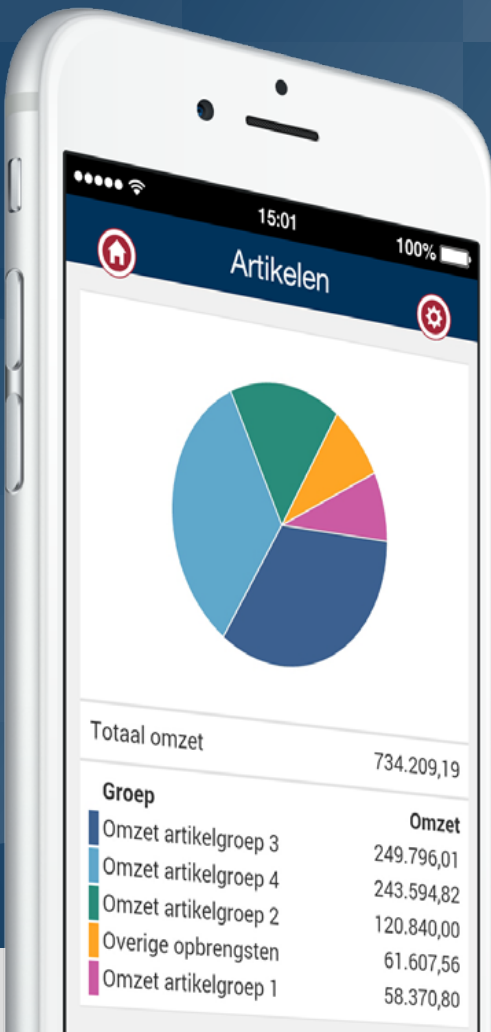 15:01
100%
Artikelen
Totaal omzet 734.209,19
Groep Omzet
Omzet artikelgroep 3 249.796,01
Omzet artikelgroep 4 243.594,82
Omzet artikelgroep 2 120.840,00
Overige opbrengsten 61.607,56
Omzet artikelgroep 1 58.370,80